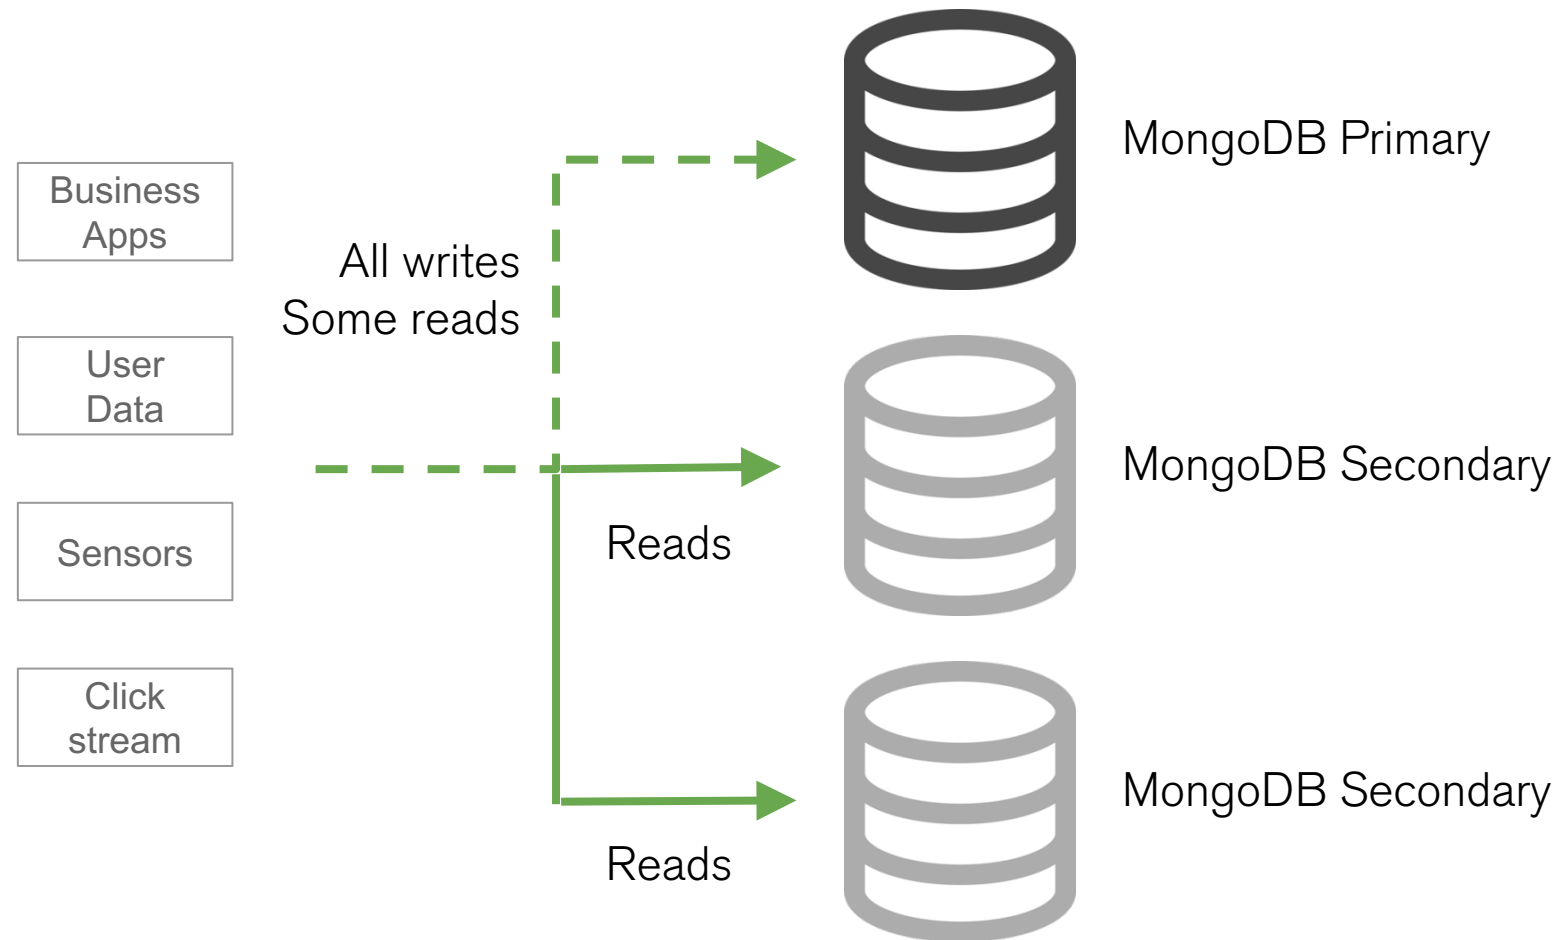 Business
Apps
User
Data
Sensors
Click
stream
All writes
Some reads
Reads
Reads
MongoDB Primary
MongoDB Secondary
MongoDB Secondary